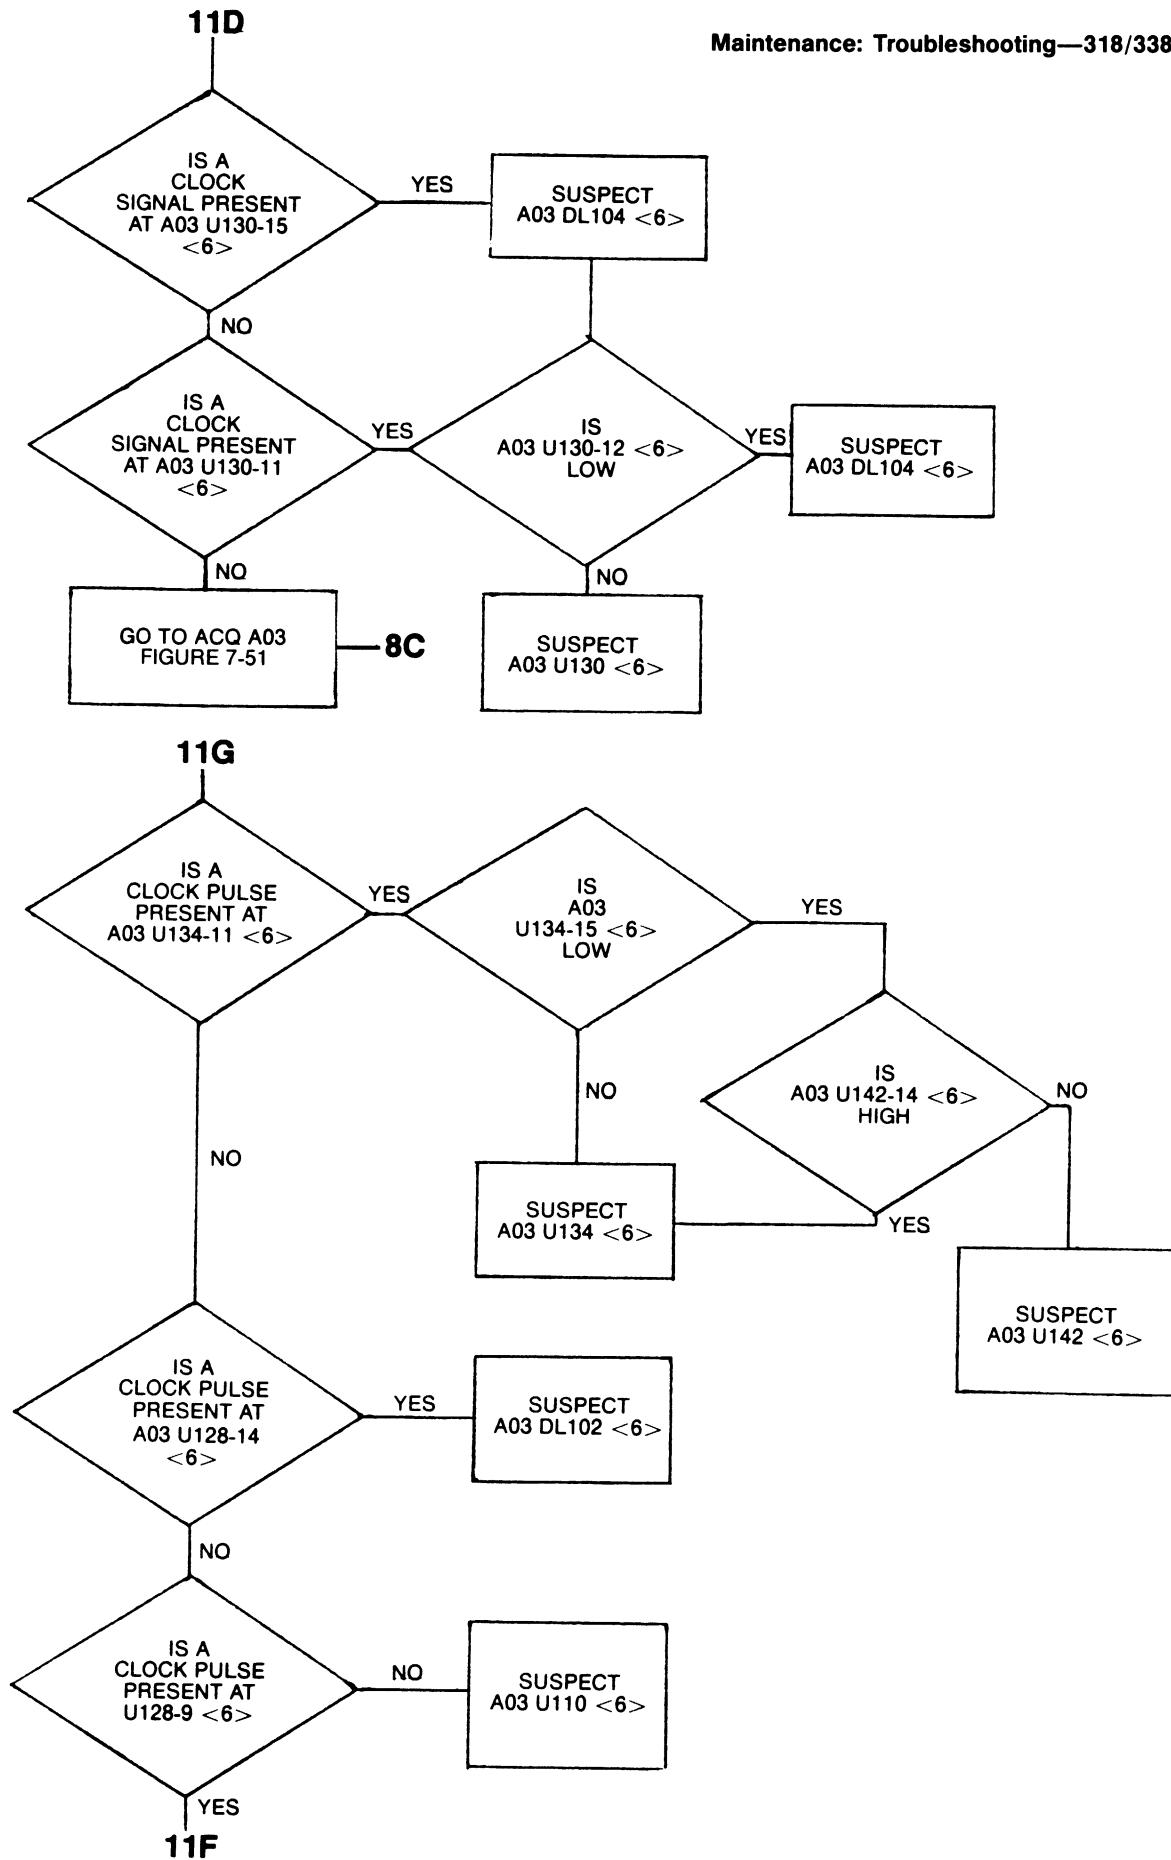 11D
Maintenance: Troubleshooting—318/338
IS A
CLOCK
SIGNAL PRESENT
AT A03 U130-15
<6>
YES
SUSPECT
A03 DL104 <6>
NO
IS A
CLOCK
SIGNAL PRESENT
AT A03 U130-11
<6>
YES
IS
A03 U130-12 <6>
LOW
YES
SUSPECT
A03 DL104 <6>
NO
NO
GO TO ACQ A03
FIGURE 7-51
8C
SUSPECT
A03 U130 <6>
11G
IS A
CLOCK PULSE
PRESENT AT
A03 U134-11 <6>
YES
IS
A03
U134-15 <6>
LOW
YES
IS
A03 U142-14 <6>
HIGH
NO
NO
NO
SUSPECT
A03 U134 <6>
YES
SUSPECT
A03 U142 <6>
IS A
CLOCK PULSE
PRESENT AT
A03 U128-14
<6>
YES
SUSPECT
A03 DL102 <6>
NO
IS A
CLOCK PULSE
PRESENT AT
U128-9 <6>
NO
SUSPECT
A03 U110 <6>
YES
11F